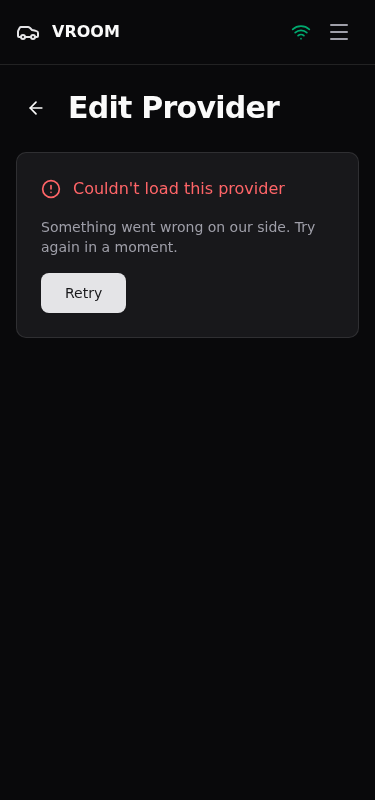 VROOM
Edit Provider
Couldn't load this provider
Something went wrong on our side. Try
again in a moment.
Retry